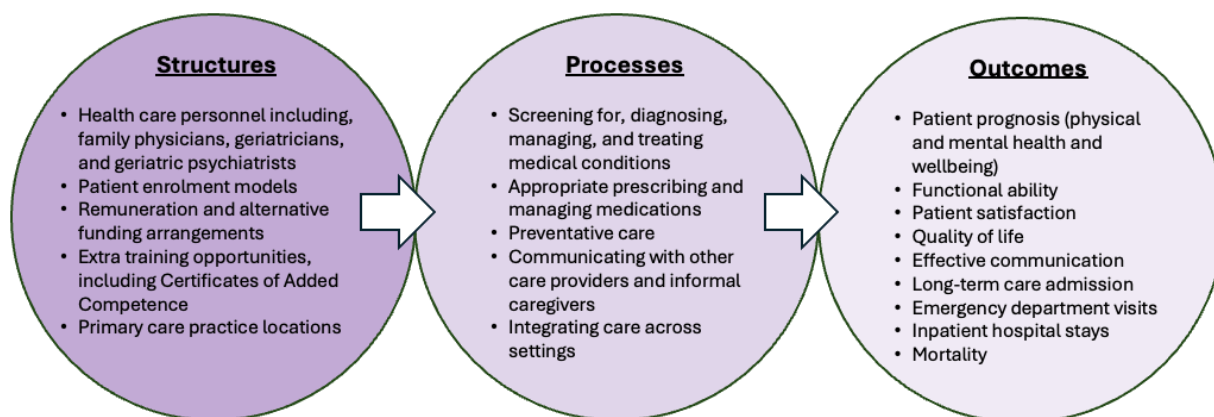 Structures
• Health care personnel including,
family physicians, geriatricians,
and geriatric psychiatrists
• Patient enrolment models
• Remuneration and alternative
funding arrangements
• Extra training opportunities,
including Certificates of Added
Competence
• Primary care practice locations
Processes
• Screening for, diagnosing,
managing, and treating
medical conditions
• Appropriate prescribing and
managing medications
• Preventative care
• Communicating with other
care providers and informal
caregivers
• Integrating care across
settings
Outcomes
• Patient prognosis (physical
and mental health and
wellbeing)
• Functional ability
• Patient satisfaction
• Quality of life
• Effective communication
• Long-term care admission
• Emergency department visits
• Inpatient hospital stays
• Mortality